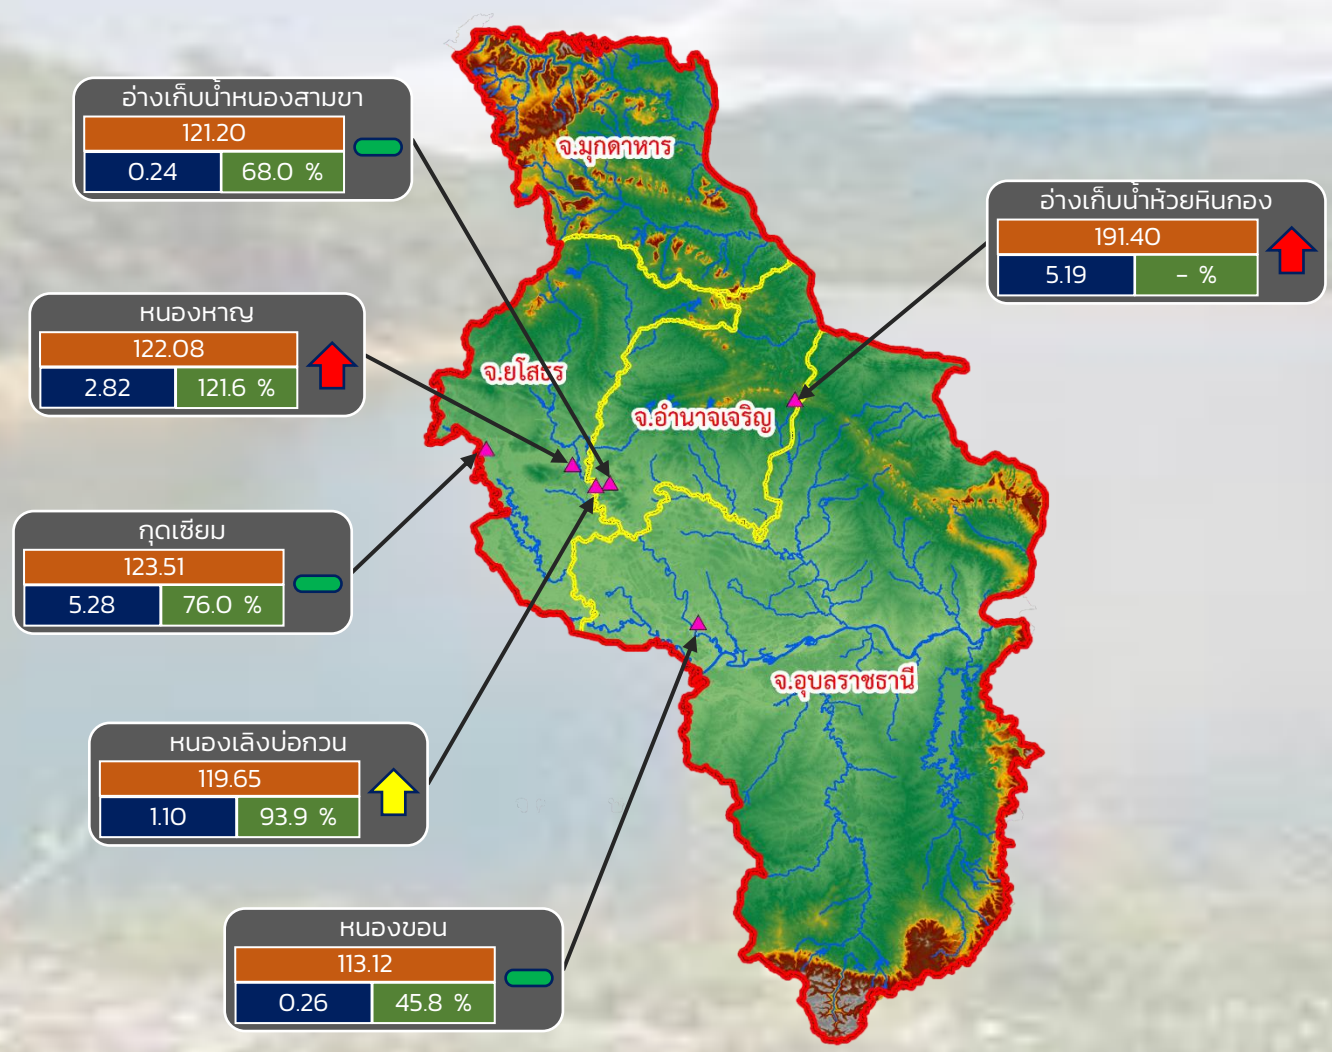 อ่างเก็บน้ำหนองสามขา
121.20
0.24 68.0 %
จ.มุกดาหาร
อ่างเก็บน้ำห้วยหินกอง
191.40
5.19 - %
หนองหาญ
122.08
2.82 121.6 %
จ.ยโสธร
จ.อำนาจเจริญ
กุดเซียม
123.51
5.28 76.0 %
จ.อุบลราชธานี
หนองเลิงบ่อกวน
119.65
1.10 93.9 %
หนองขอน
113.12
0.26 45.8 %